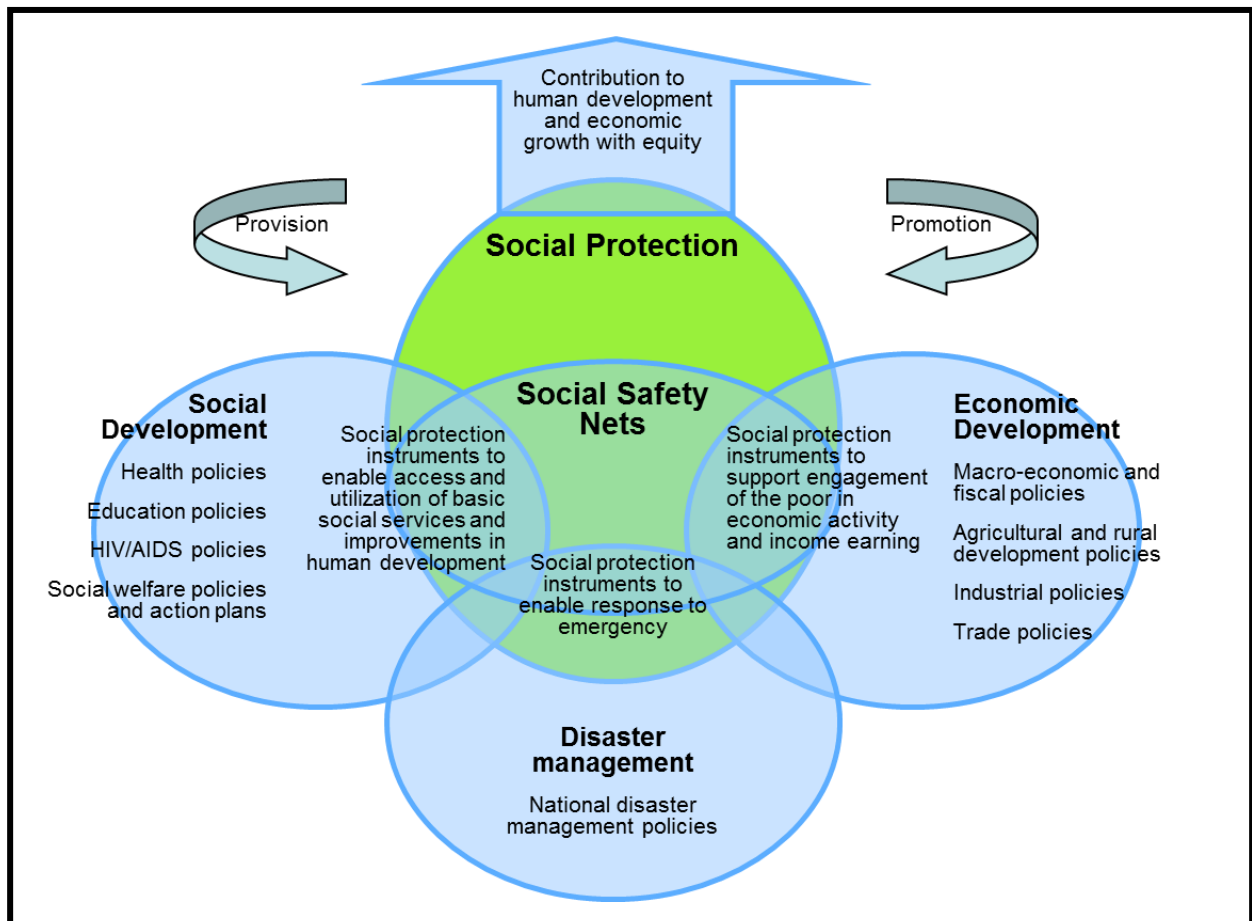 Contribution to
human development
and economic
growth with equity
Provision
Promotion
Social Protection
Social Safety
Nets
Social
Development
Health policies
Education policies
HIV/AIDS policies
Social welfare policies
and action plans
Social protection
instruments to
enable access and
utilization of basic
social services and
improvements in
human development
Social protection
instruments to
support engagement
of the poor in
economic activity
and income earning
Economic
Development
Macro-economic and
fiscal policies
Agricultural and rural
development policies
Industrial policies
Trade policies
Social protection
instruments to
enable response to
emergency
Disaster
management
National disaster
management policies